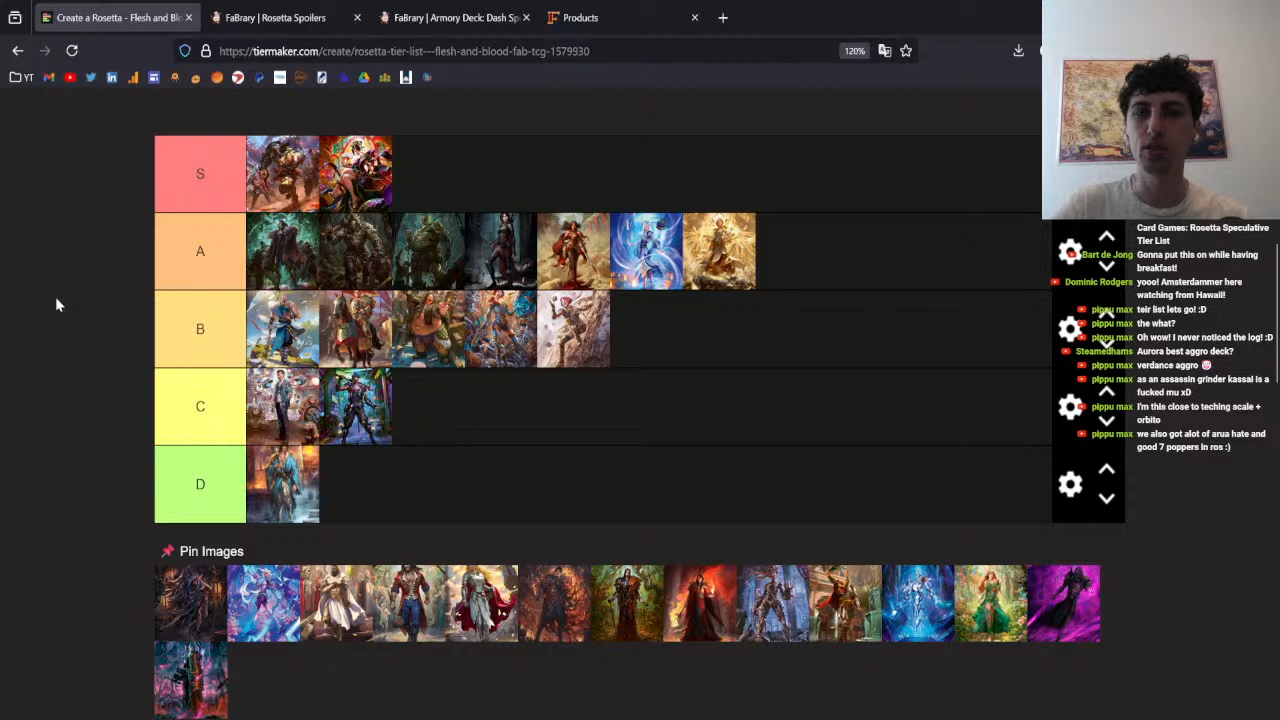 Create a Rosetta - Flesh and Blo
FaBrary | Rosetta Spoilers
FaBrary | Armory Deck: Dash Sp
Products
https://tiermaker.com/create/rosetta-tier-list---flesh-and-blood-fab-tcg-1579930
120%
YT
S
A
B
C
D
Pin Images
Card Games: Rosetta Speculative
Tier List
Bart de Jong Gonna put this on while having
breakfast!
Dominic Rodgers yooo! Amsterdammer here
watching from Hawaii!
pippu max teir list lets go! :D
pippu max the what?
pippu max Oh wow! I never noticed the log! :D
Steamedhams Aurora best aggro deck?
pippu max verdance aggro
pippu max as an assassin grinder kassai is a
fucked mu xD
pippu max I'm this close to teching scale +
orbito
pippu max we also got alot of arua hate and
good 7 poppers in ros :)